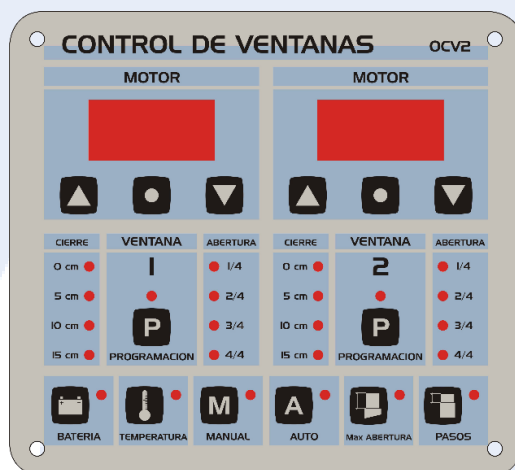 CONTROL DE VENTANAS OCV2
MOTOR MOTOR
CIERRE VENTANA ABERTURA CIERRE VENTANA ABERTURA
0 cm 1 1/4 0 cm 2 1/4
5 cm 2/4 5 cm 2/4
10 cm P 3/4 10 cm P 3/4
15 cm PROGRAMACION 4/4 15 cm PROGRAMACION 4/4
M A
BATERIA TEMPERATURA MANUAL AUTO Max ABERTURA PASOS